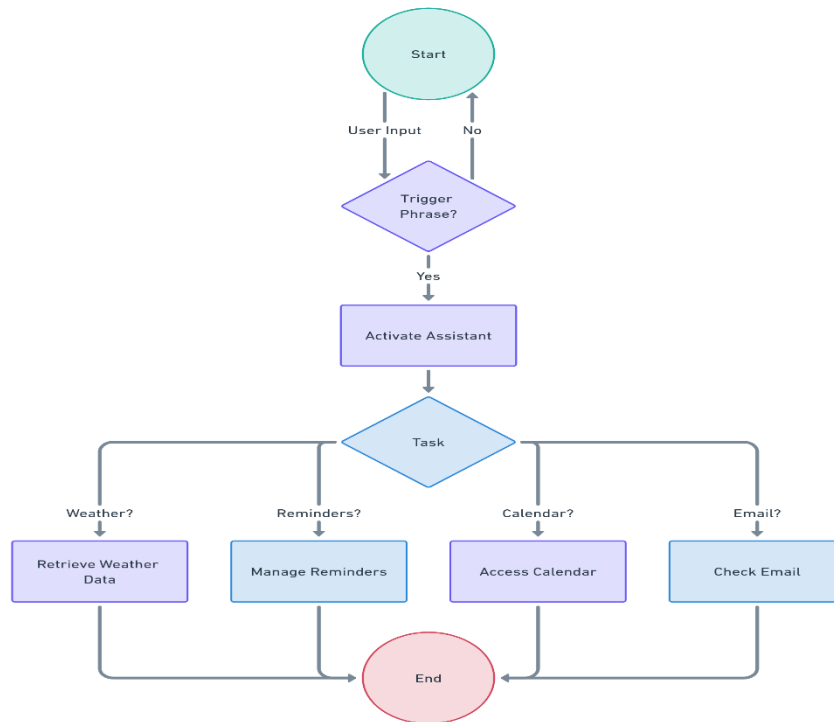 Start
User Input
No
Trigger
Phrase?
Yes
Activate Assistant
Task
Weather?
Reminders?
Calendar?
Email?
Retrieve Weather
Data
Manage Reminders
Access Calendar
Check Email
End